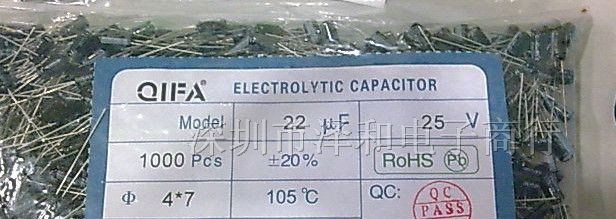 QIFA ELECTROLYTIC CAPACITOR
Model 22 µF 25 V
深圳市泽和电子商行
1000 Pcs ±20% RoHS Pb
Φ 4*7 105℃ QC: QC PASS